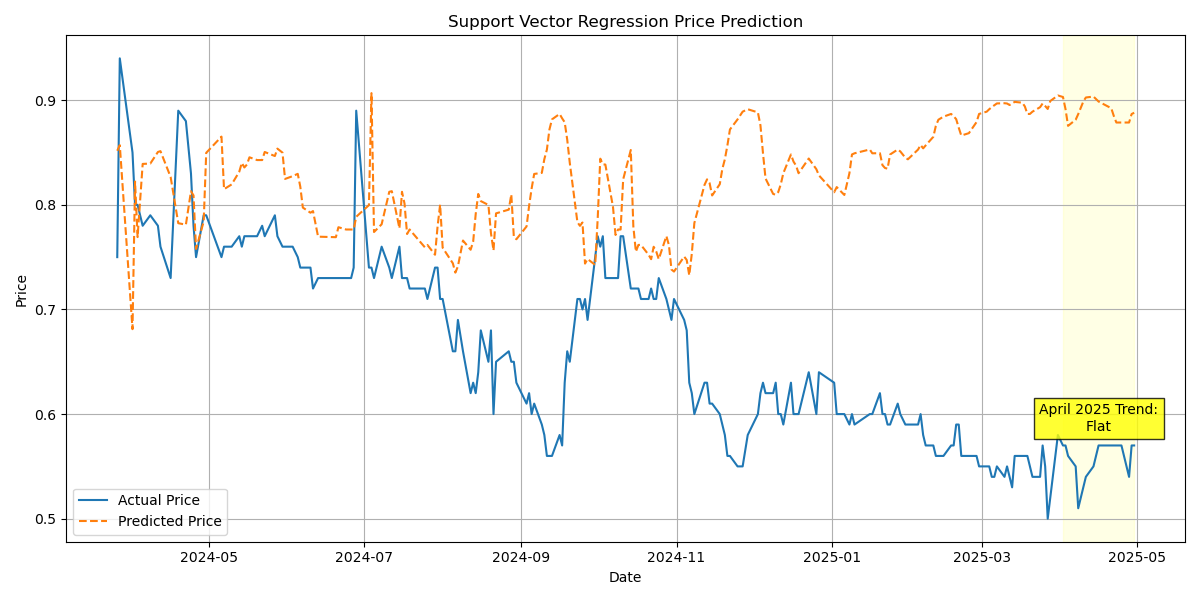 Support Vector Regression Price Prediction
Price
0.9
0.8
0.7
0.6
0.5
April 2025 Trend:
Flat
Actual Price
Predicted Price
2024-05
2024-07
2024-09
2024-11
2025-01
2025-03
2025-05
Date